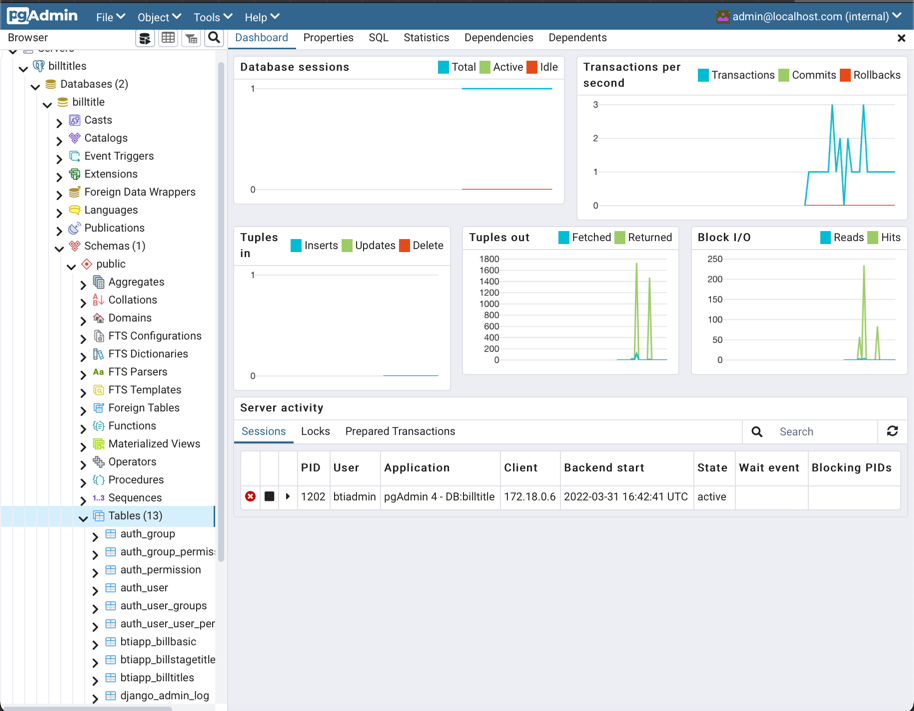 pgAdmin File Object Tools Help admin@localhost.com (internal)
Browser Dashboard Properties SQL Statistics Dependencies Dependents
Servers
billtitles
Databases (2)
billtitle
Casts
Catalogs
Event Triggers
Extensions
Foreign Data Wrappers
Languages
Publications
Schemas (1)
public
Aggregates
Collations
Domains
FTS Configurations
FTS Dictionaries
Aa FTS Parsers
FTS Templates
Foreign Tables
Functions
Materialized Views
Operators
Procedures
1..3 Sequences
Tables (13)
auth_group
auth_group_permis
auth_permission
auth_user
auth_user_groups
auth_user_user_per
btiapp_billbasic
btiapp_billstagetitle
btiapp_billtitles
django_admin_log
Database sessions Total Active Idle
1
0
Transactions per second Transactions Commits Rollbacks
3
2
1
0
Tuples in Inserts Updates Delete
1
0
Tuples out Fetched Returned
1800
1600
1400
1200
1000
800
600
400
200
0
Block I/O Reads Hits
250
200
150
100
50
0
Server activity
Sessions Locks Prepared Transactions Search
PID User Application Client Backend start State Wait event Blocking PIDs
1202 btiadmin pgAdmin 4 - DB:billtitle 172.18.0.6 2022-03-31 16:42:41 UTC active